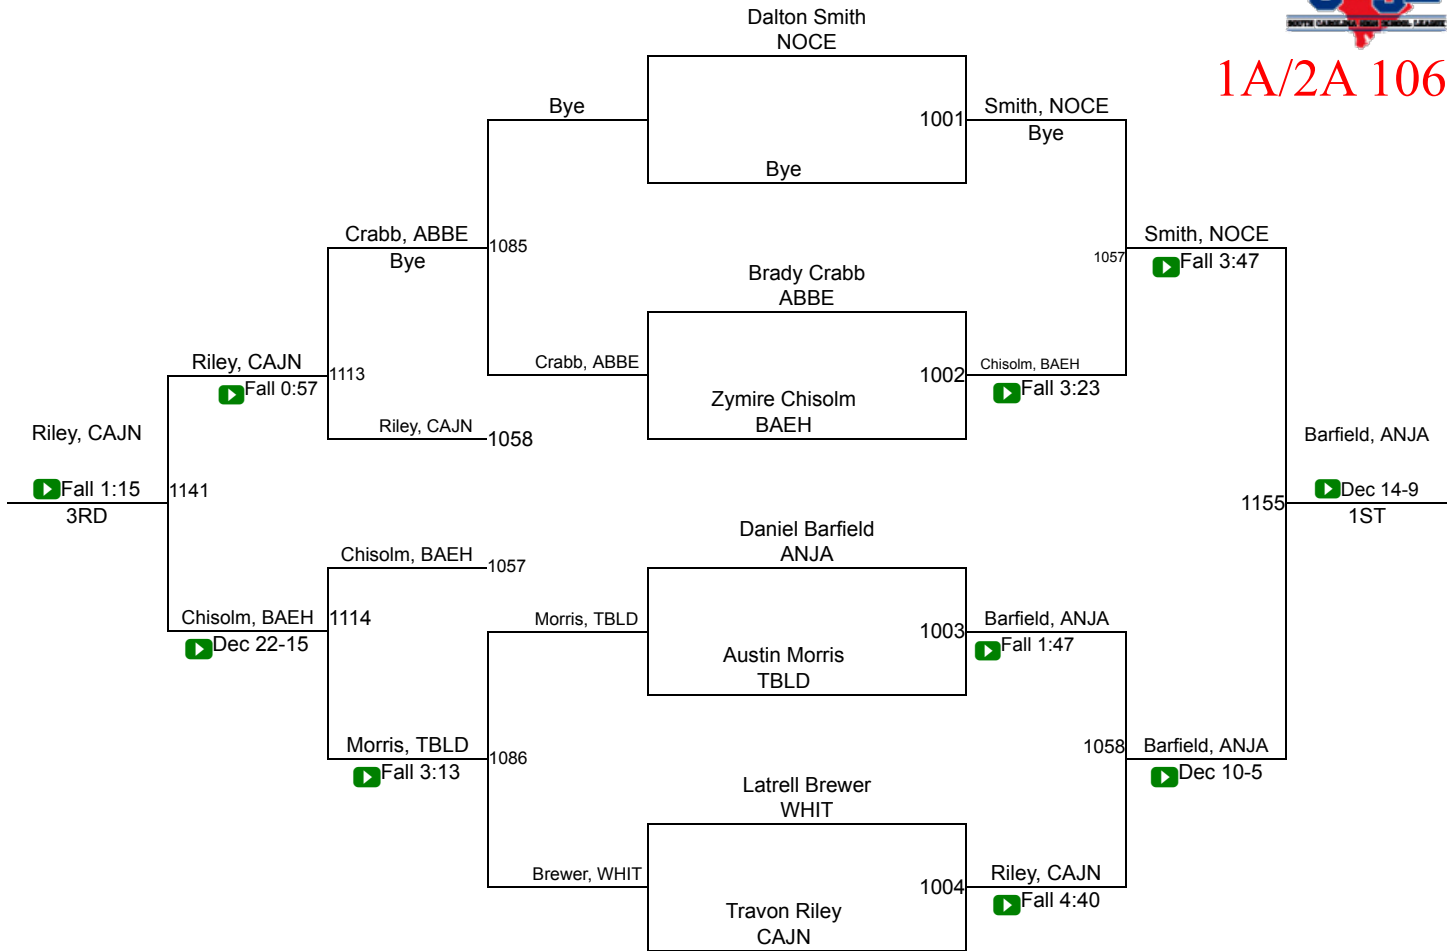 SOUTH CAROLINA HIGH SCHOOL LEAGUE
1A/2A 106
Dalton Smith
NOCE
Bye
1001
Smith, NOCE
Bye
Bye
Crabb, ABBE
Bye
1085
Brady Crabb
ABBE
1057
Smith, NOCE
Fall 3:47
Riley, CAJN
Fall 0:57
1113
Crabb, ABBE
1002
Chisolm, BAEH
Fall 3:23
Zymire Chisolm
BAEH
Riley, CAJN
1058
Riley, CAJN
Fall 1:15
3RD
1141
Barfield, ANJA
1155
Dec 14-9
1ST
Daniel Barfield
ANJA
Chisolm, BAEH
1057
Chisolm, BAEH
Dec 22-15
1114
Morris, TBLD
1003
Barfield, ANJA
Fall 1:47
Austin Morris
TBLD
Morris, TBLD
Fall 3:13
1086
1058
Barfield, ANJA
Dec 10-5
Latrell Brewer
WHIT
Brewer, WHIT
1004
Riley, CAJN
Fall 4:40
Travon Riley
CAJN